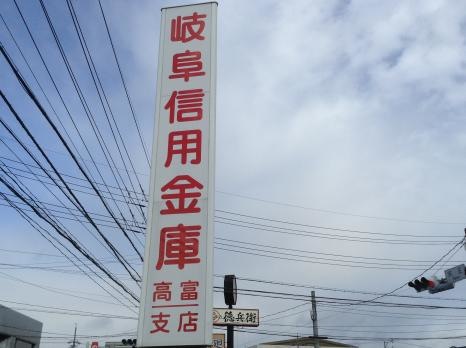 岐阜信用金庫
高富
支店
徳兵衛